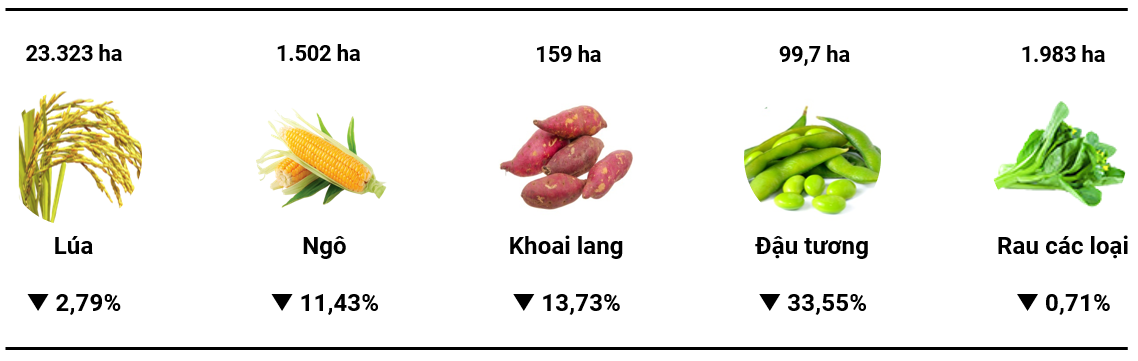 23.323 ha
1.502 ha
159 ha
99,7 ha
1.983 ha
Lúa
Ngô
Khoai lang
Đậu tương
Rau các loại
▼ 2,79%
▼ 11,43%
▼ 13,73%
▼ 33,55%
▼ 0,71%